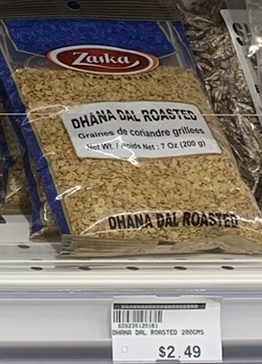 Zaika
DHANA DAL ROASTED
Graines de coriandre grillees
Net Wt. / Poids Net : 7 Oz (200 g)
DHANA DAL ROASTED
DHANA DAL ROASTED 200GMS
$2.49